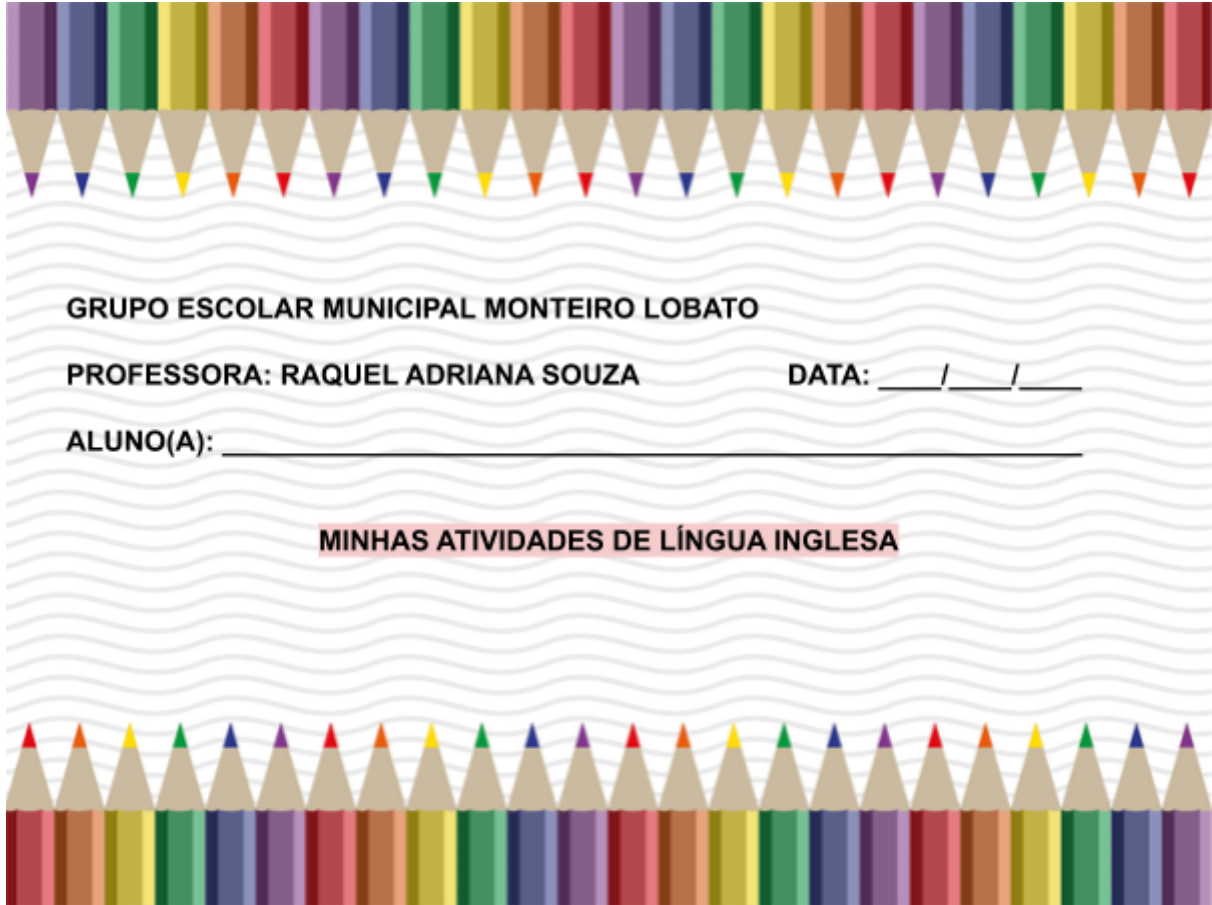 GRUPO ESCOLAR MUNICIPAL MONTEIRO LOBATO
PROFESSORA: RAQUEL ADRIANA SOUZA DATA: ____/____/____
ALUNO(A): ______________________________________________________
MINHAS ATIVIDADES DE LÍNGUA INGLESA